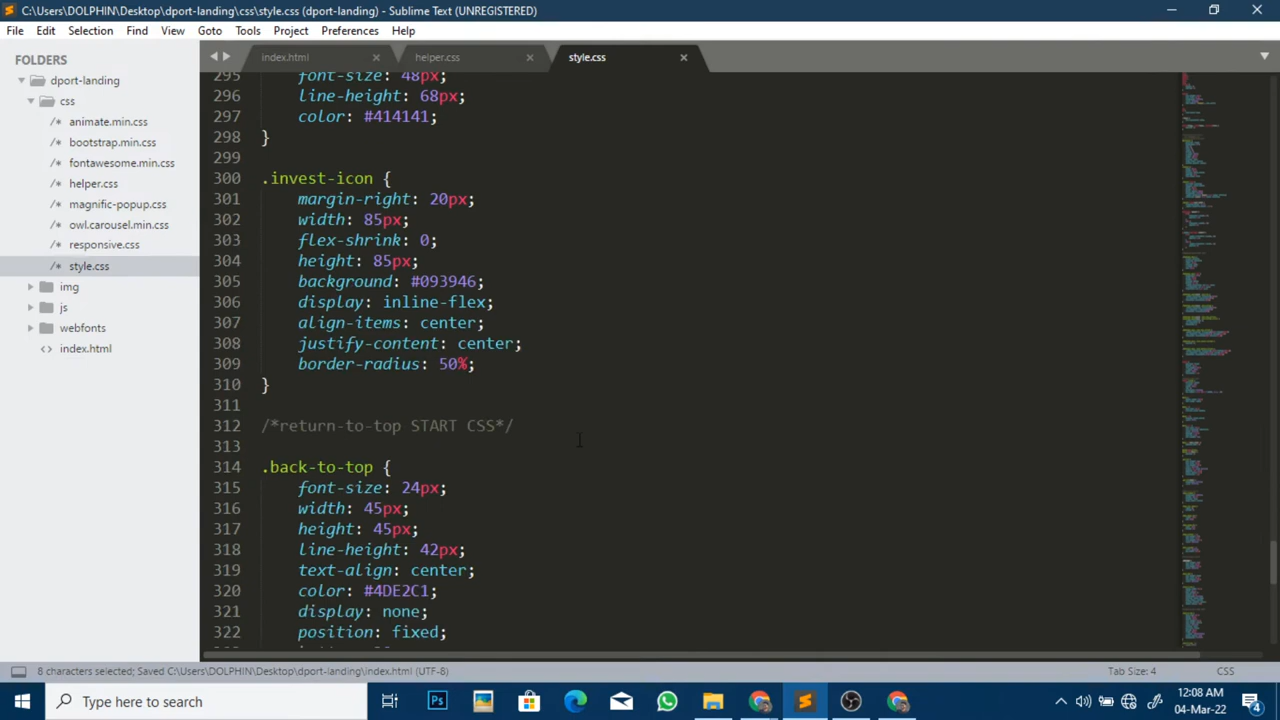 C:\Users\DOLPHIN\Desktop\dport-landing\css\style.css (dport-landing) - Sublime Text (UNREGISTERED)
File Edit Selection Find View Goto Tools Project Preferences Help
FOLDERS
dport-landing
css
/* animate.min.css
/* bootstrap.min.css
/* fontawesome.min.css
/* helper.css
/* magnific-popup.css
/* owl.carousel.min.css
/* responsive.css
/* style.css
img
js
webfonts
<> index.html
index.html helper.css style.css
295 font-size: 48px;
296 line-height: 68px;
297 color: #414141;
298 }
299
300 .invest-icon {
301 margin-right: 20px;
302 width: 85px;
303 flex-shrink: 0;
304 height: 85px;
305 background: #093946;
306 display: inline-flex;
307 align-items: center;
308 justify-content: center;
309 border-radius: 50%;
310 }
311
312 /*return-to-top START CSS*/
313
314 .back-to-top {
315 font-size: 24px;
316 width: 45px;
317 height: 45px;
318 line-height: 42px;
319 text-align: center;
320 color: #4DE2C1;
321 display: none;
322 position: fixed;
8 characters selected; Saved C:\Users\DOLPHIN\Desktop\dport-landing\index.html (UTF-8) Tab Size: 4 CSS
Type here to search
Ps
12:08 AM
04-Mar-22
4